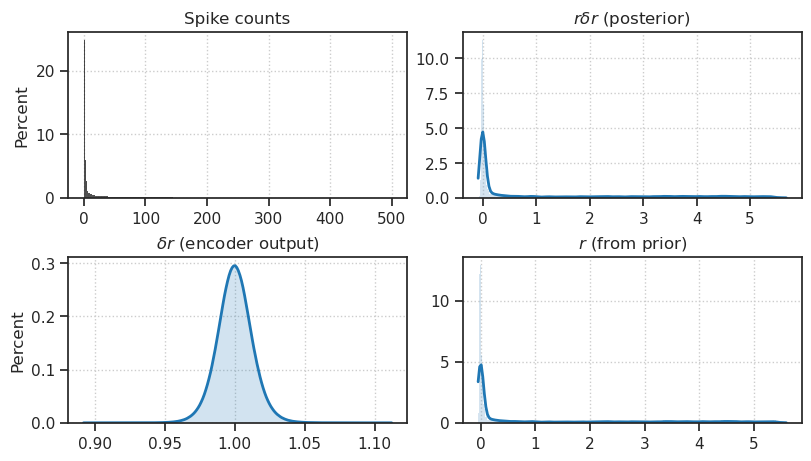 Spike counts
Percent
20
10
0
0 100 200 300 400 500
rδr (posterior)
10.0
7.5
5.0
2.5
0.0
0 1 2 3 4 5
δr (encoder output)
Percent
0.3
0.2
0.1
0.0
0.90 0.95 1.00 1.05 1.10
r (from prior)
10
5
0
0 1 2 3 4 5